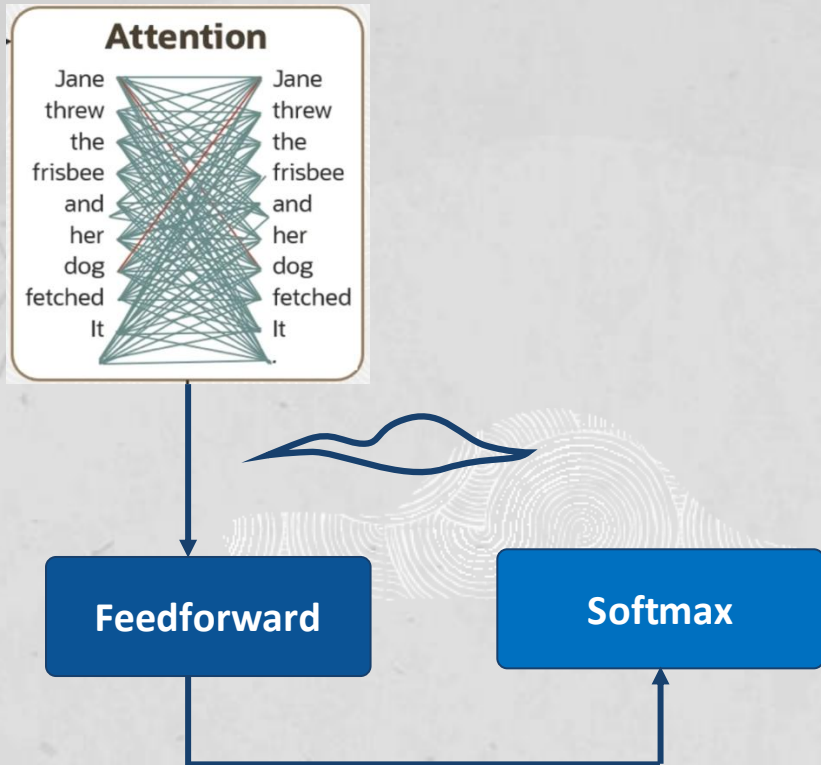 Attention
Jane Jane
threw threw
the the
frisbee frisbee
and and
her her
dog dog
fetched fetched
It It
.
Feedforward
Softmax